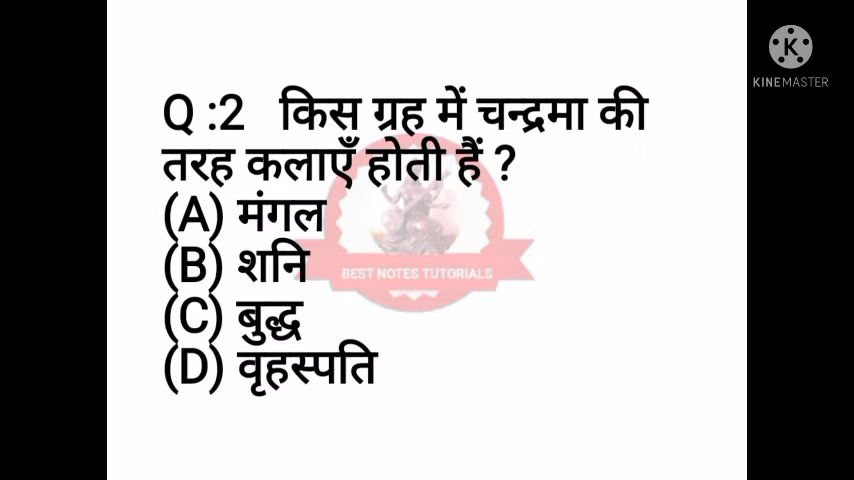 K
KINEMASTER
Q :2 किस ग्रह में चन्द्रमा की
तरह कलाएँ होती हैं ?
(A) मंगल
(B) शनि
BEST NOTES TUTORIALS
(C) बुद्ध
(D) वृहस्पति